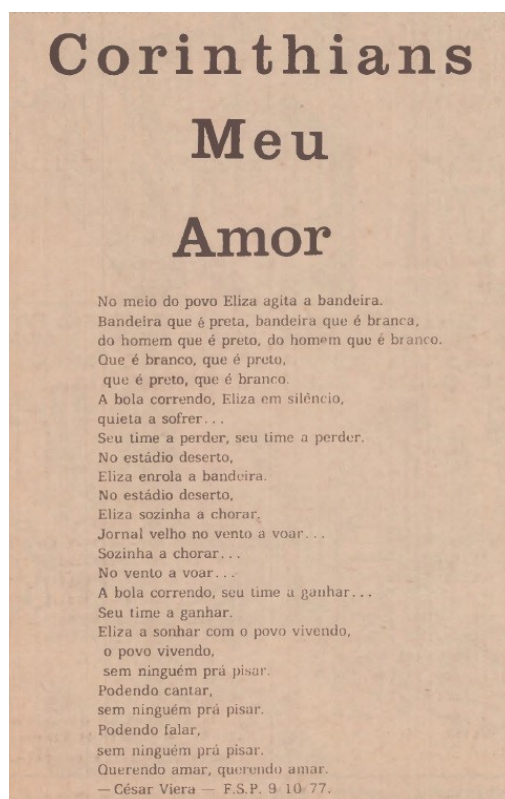 Corinthians
Meu
Amor
No meio do povo Eliza agita a bandeira.
Bandeira que é preta, bandeira que é branca,
do homem que é preto, do homem que é branco.
Que é branco, que é preto,
que é preto, que é branco.
A bola correndo, Eliza em silêncio,
quieta a sofrer...
Seu time a perder, seu time a perder.
No estádio deserto,
Eliza enrola a bandeira.
No estádio deserto,
Eliza sozinha a chorar.
Jornal velho no vento a voar...
Sozinha a chorar...
No vento a voar...
A bola correndo, seu time a ganhar...
Seu time a ganhar.
Eliza a sonhar com o povo vivendo,
o povo vivendo,
sem ninguém prá pisar.
Podendo cantar,
sem ninguém prá pisar.
Podendo falar,
sem ninguém prá pisar.
Querendo amar, querendo amar.
— César Viera — F.S.P. 9 10 77.